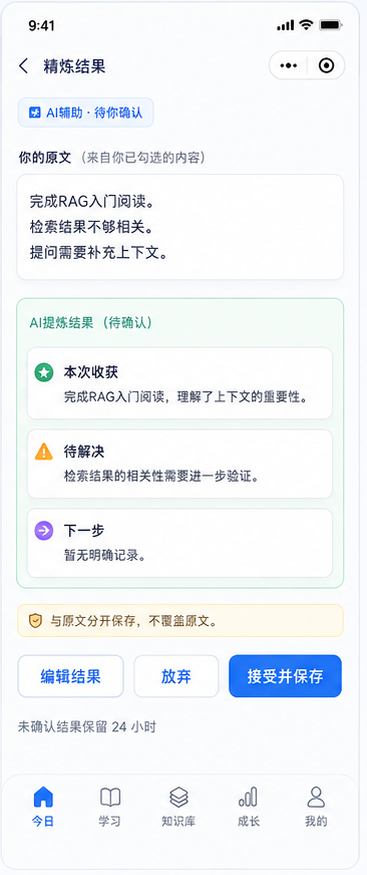 9:41
精炼结果
AI辅助 · 待你确认
你的原文（来自你已勾选的内容）
完成RAG入门阅读。
检索结果不够相关。
提问需要补充上下文。
AI提炼结果（待确认）
本次收获
完成RAG入门阅读，理解了上下文的重要性。
待解决
检索结果的相关性需要进一步验证。
下一步
暂无明确记录。
与原文分开保存，不覆盖原文。
编辑结果 放弃 接受并保存
未确认结果保留 24 小时
今日 学习 知识库 成长 我的